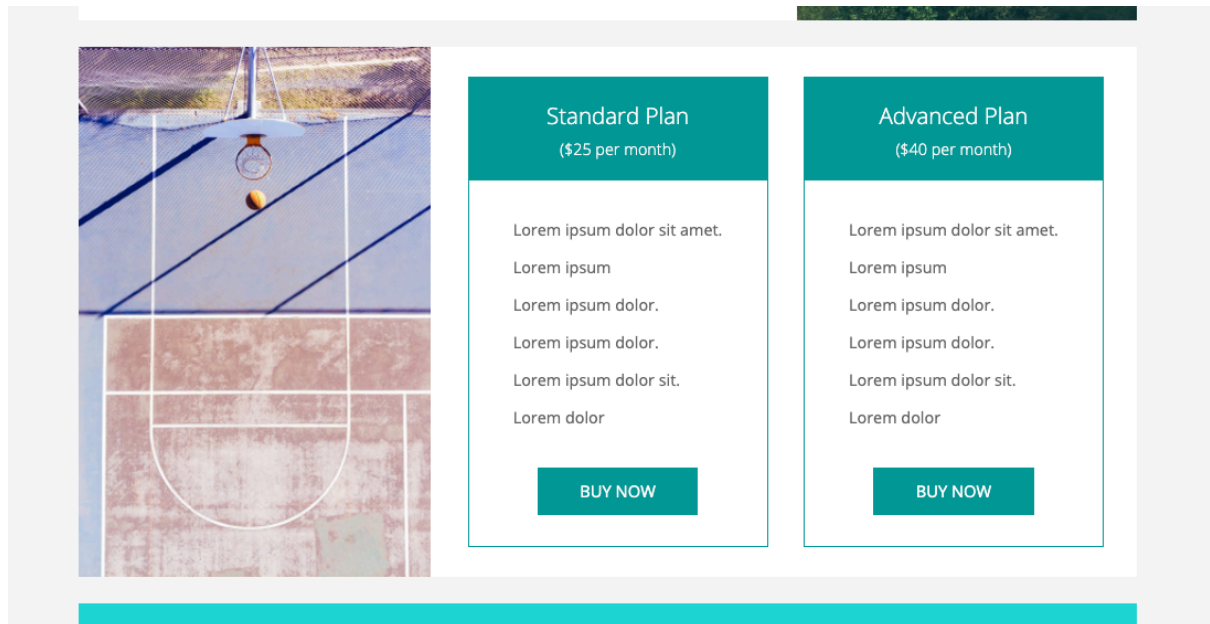 Standard Plan
($25 per month)
Lorem ipsum dolor sit amet.
Lorem ipsum
Lorem ipsum dolor.
Lorem ipsum dolor.
Lorem ipsum dolor sit.
Lorem dolor
BUY NOW
Advanced Plan
($40 per month)
Lorem ipsum dolor sit amet.
Lorem ipsum
Lorem ipsum dolor.
Lorem ipsum dolor.
Lorem ipsum dolor sit.
Lorem dolor
BUY NOW